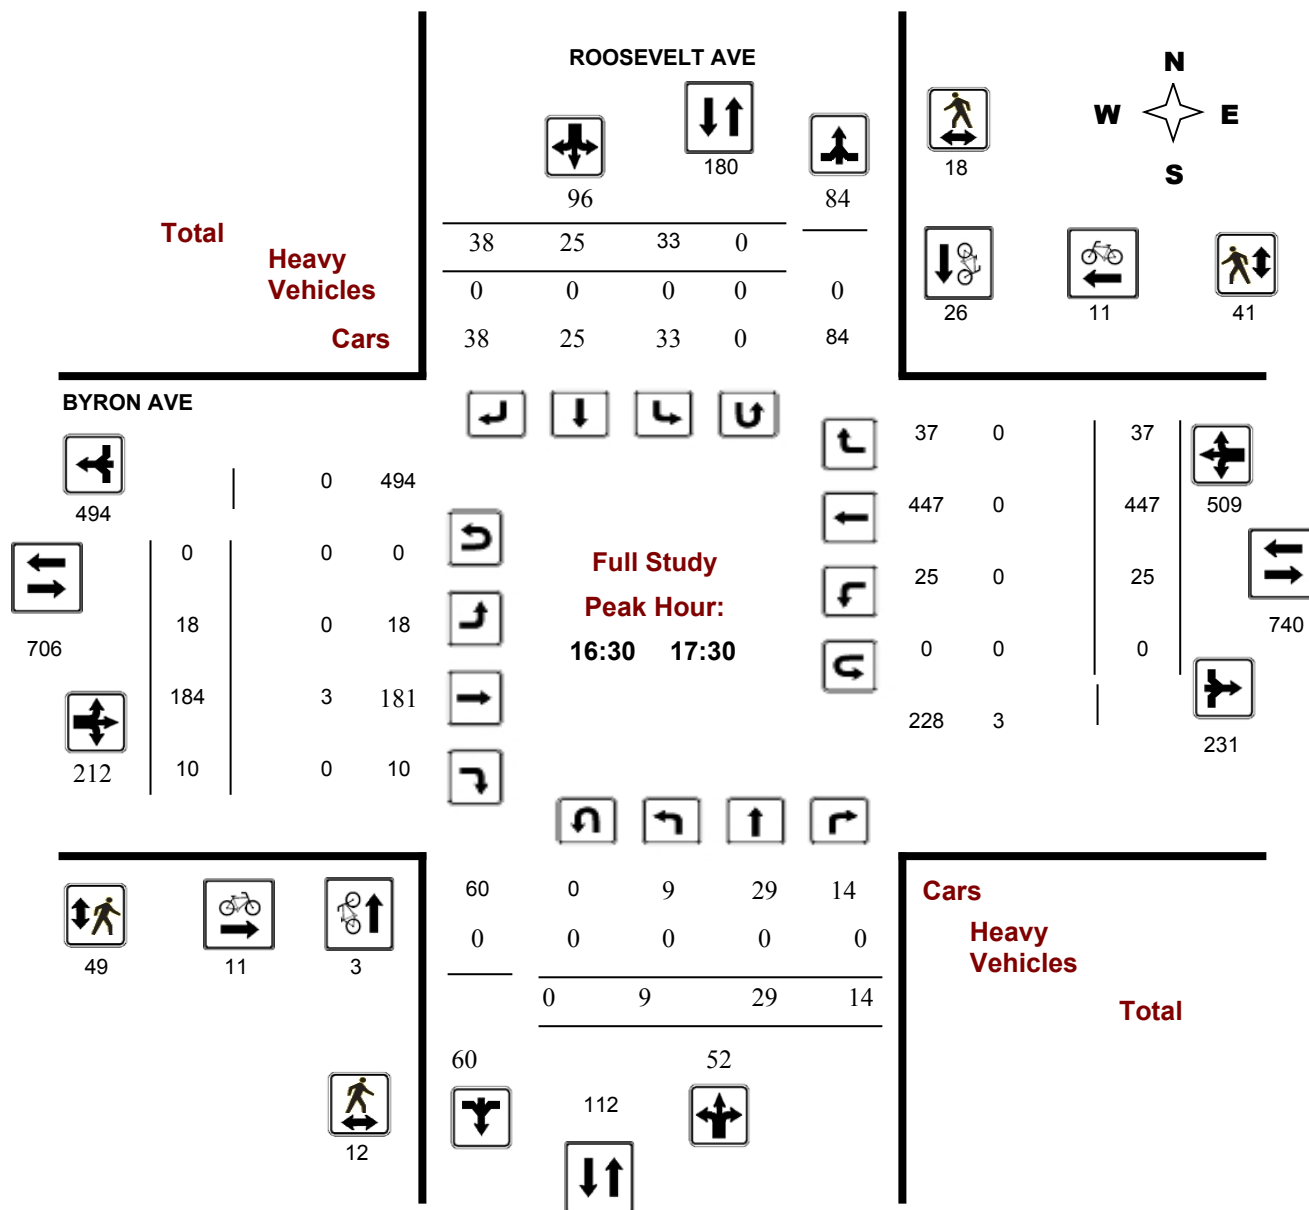 ROOSEVELT AVE
N
W E
S
180
18
96 84
Total 38 25 33 0
Heavy
Vehicles 0 0 0 0 0
26 11 41
Cars 38 25 33 0 84
BYRON AVE
37 0 37
0 494
494
447 0 447 509
0 0 0
Full Study
25 0 25
Peak Hour:
18 0 18
740
706
16:30 17:30
0 0 0
184 3 181
228 3
231
212 10 0 10
60 0 9 29 14
Cars
0 0 0 0 0
Heavy
Vehicles
49 11 3
0 9 29 14
Total
60 52
112
12